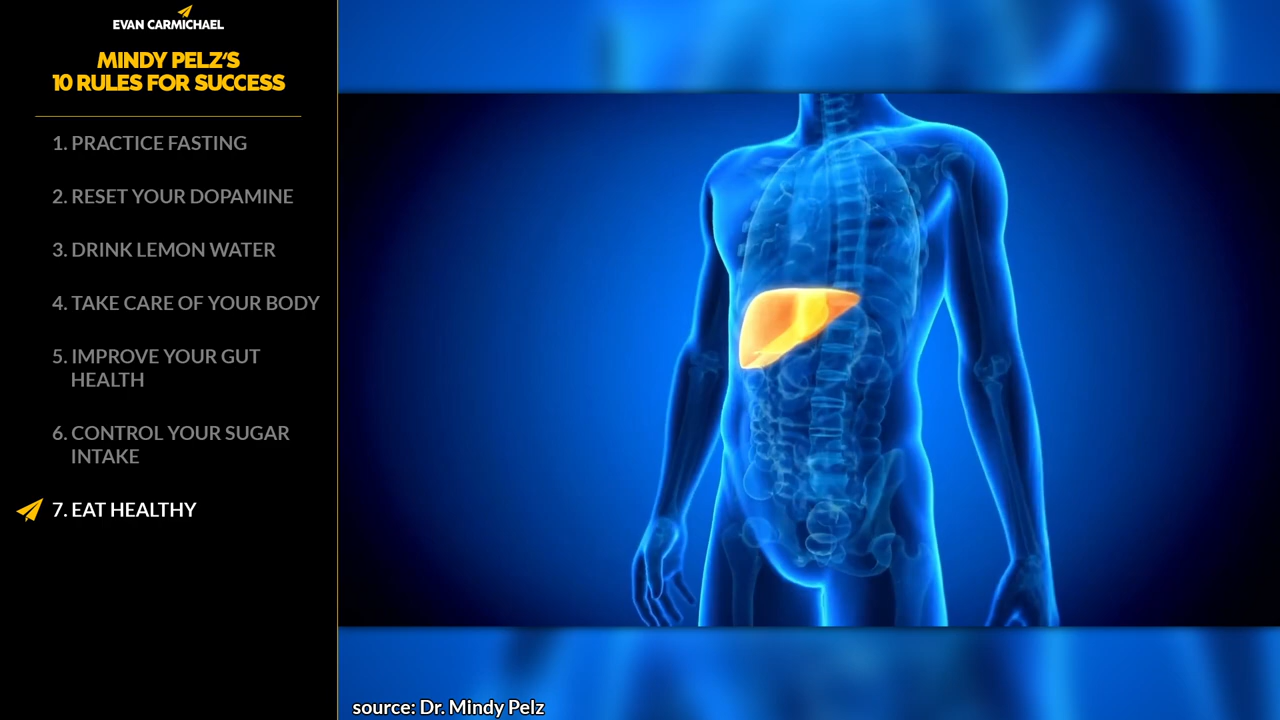 EVAN CARMICHAEL
MINDY PELZ'S
10 RULES FOR SUCCESS
1. PRACTICE FASTING
2. RESET YOUR DOPAMINE
3. DRINK LEMON WATER
4. TAKE CARE OF YOUR BODY
5. IMPROVE YOUR GUT
HEALTH
6. CONTROL YOUR SUGAR
INTAKE
7. EAT HEALTHY
source: Dr. Mindy Pelz